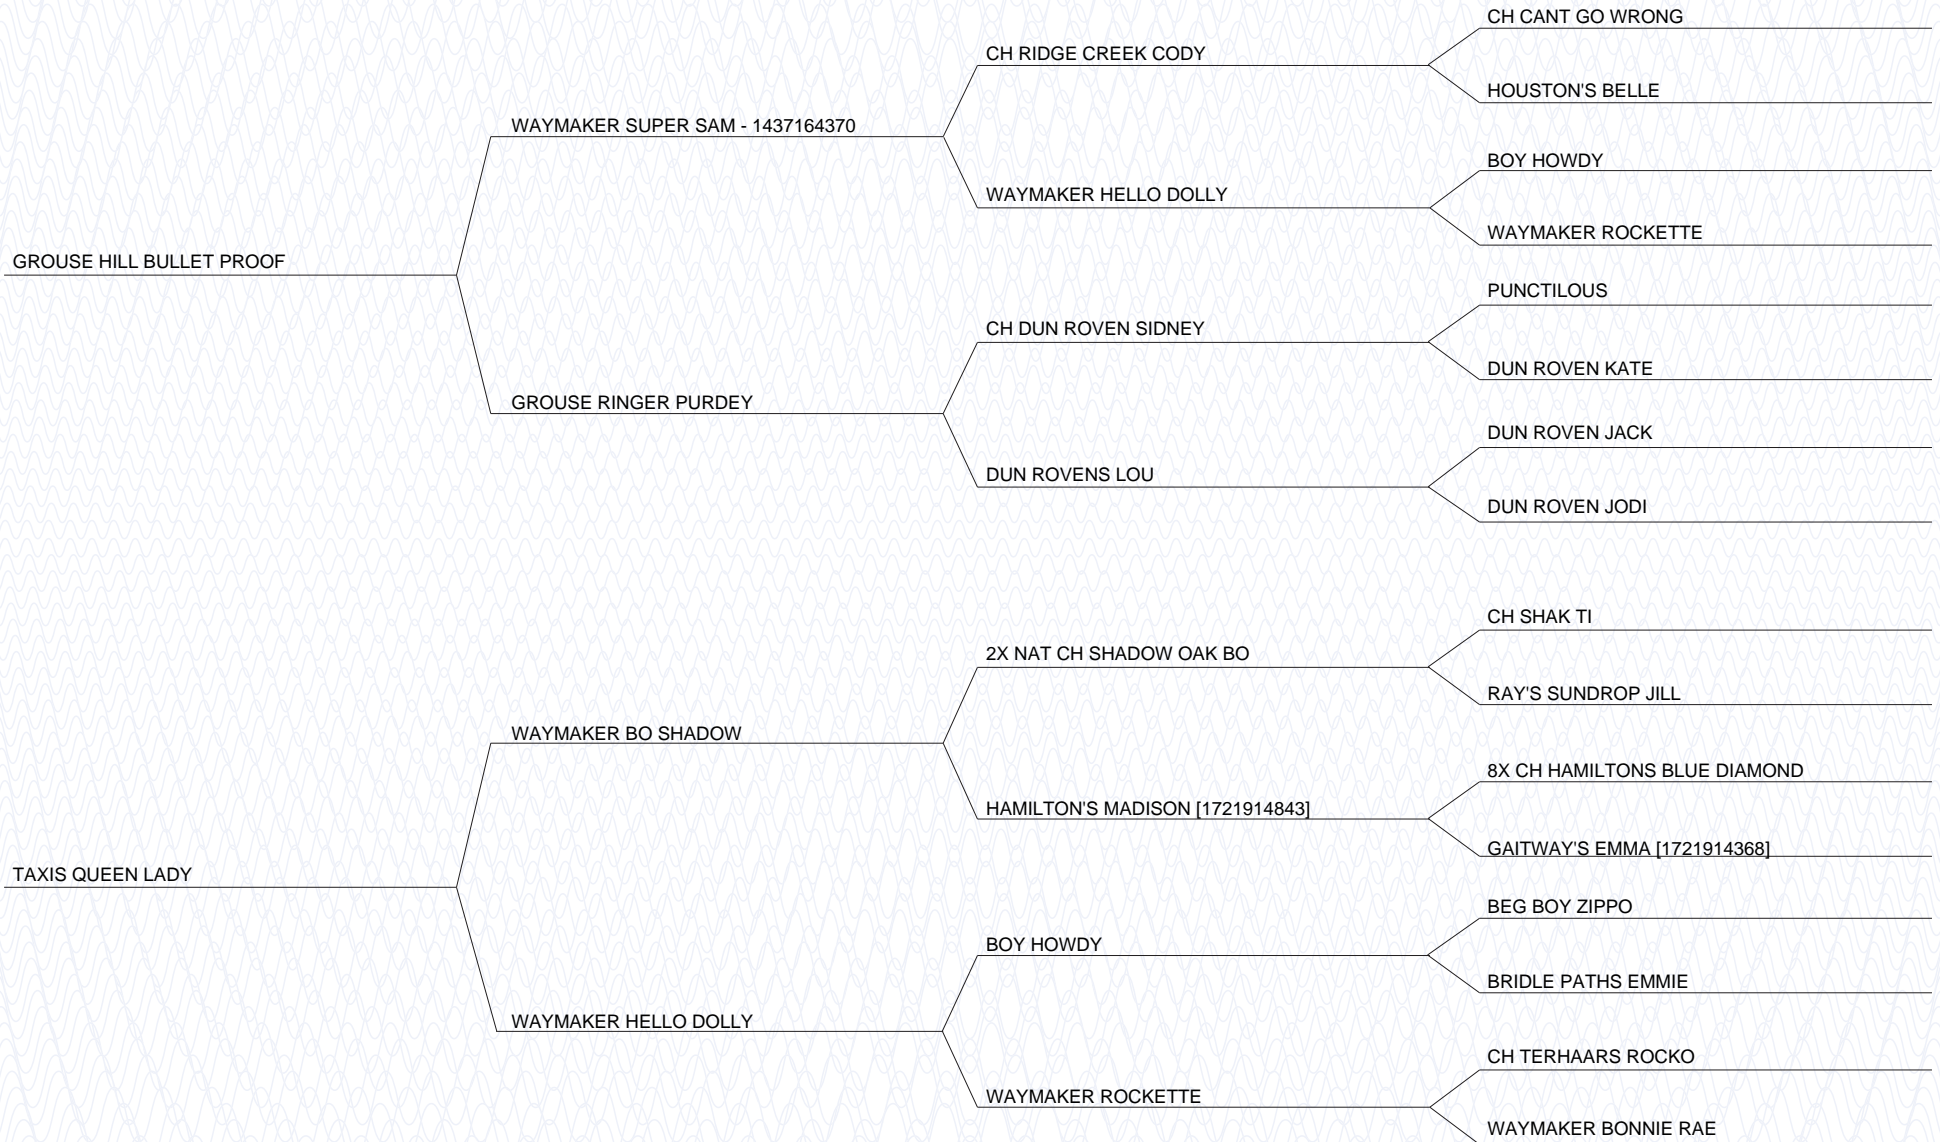 CH CANT GO WRONG
CH RIDGE CREEK CODY
HOUSTON'S BELLE
WAYMAKER SUPER SAM - 1437164370
BOY HOWDY
WAYMAKER HELLO DOLLY
WAYMAKER ROCKETTE
GROUSE HILL BULLET PROOF
PUNCTILOUS
CH DUN ROVEN SIDNEY
DUN ROVEN KATE
GROUSE RINGER PURDEY
DUN ROVEN JACK
DUN ROVENS LOU
DUN ROVEN JODI
CH SHAK TI
2X NAT CH SHADOW OAK BO
RAY'S SUNDROP JILL
WAYMAKER BO SHADOW
8X CH HAMILTONS BLUE DIAMOND
HAMILTON'S MADISON [1721914843]
GAITWAY'S EMMA [1721914368]
TAXIS QUEEN LADY
BEG BOY ZIPPO
BOY HOWDY
BRIDLE PATHS EMMIE
WAYMAKER HELLO DOLLY
CH TERHAARS ROCKO
WAYMAKER ROCKETTE
WAYMAKER BONNIE RAE